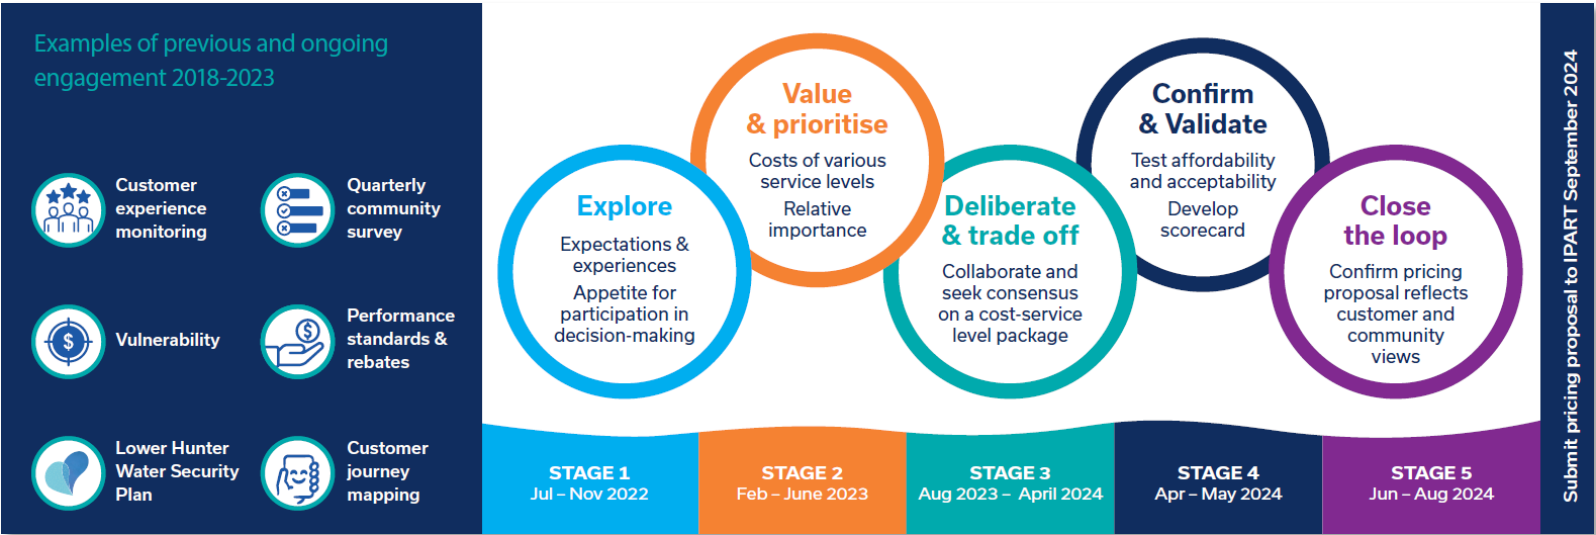 Examples of previous and ongoing
engagement 2018-2023
Customer
experience
monitoring
Quarterly
community
survey
Vulnerability
Performance
standards &
rebates
Lower Hunter
Water Security
Plan
Customer
journey
mapping
Explore
Expectations &
experiences
Appetite for
participation in
decision-making
Value
& prioritise
Costs of various
service levels
Relative
importance
Deliberate
& trade off
Collaborate and
seek consensus
on a cost-service
level package
Confirm
& Validate
Test affordability
and acceptability
Develop
scorecard
Close
the loop
Confirm pricing
proposal reflects
customer and
community
views
STAGE 1
Jul – Nov 2022
STAGE 2
Feb – June 2023
STAGE 3
Aug 2023 – April 2024
STAGE 4
Apr – May 2024
STAGE 5
Jun – Aug 2024
Submit pricing proposal to IPART September 2024